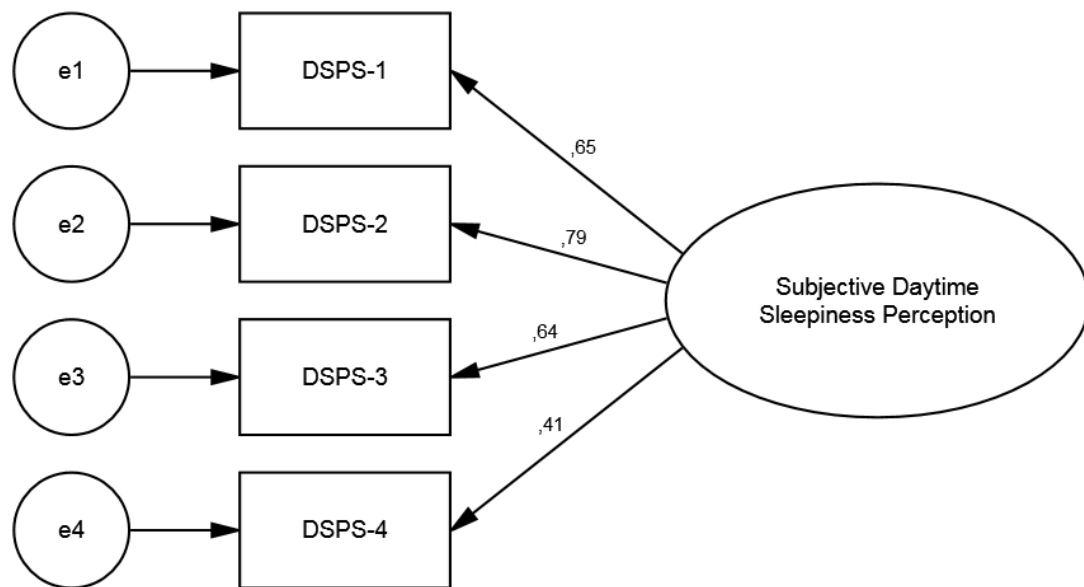 e1
DSPS-1
,65
e2
DSPS-2
,79
Subjective Daytime
Sleepiness Perception
e3
DSPS-3
,64
,41
e4
DSPS-4